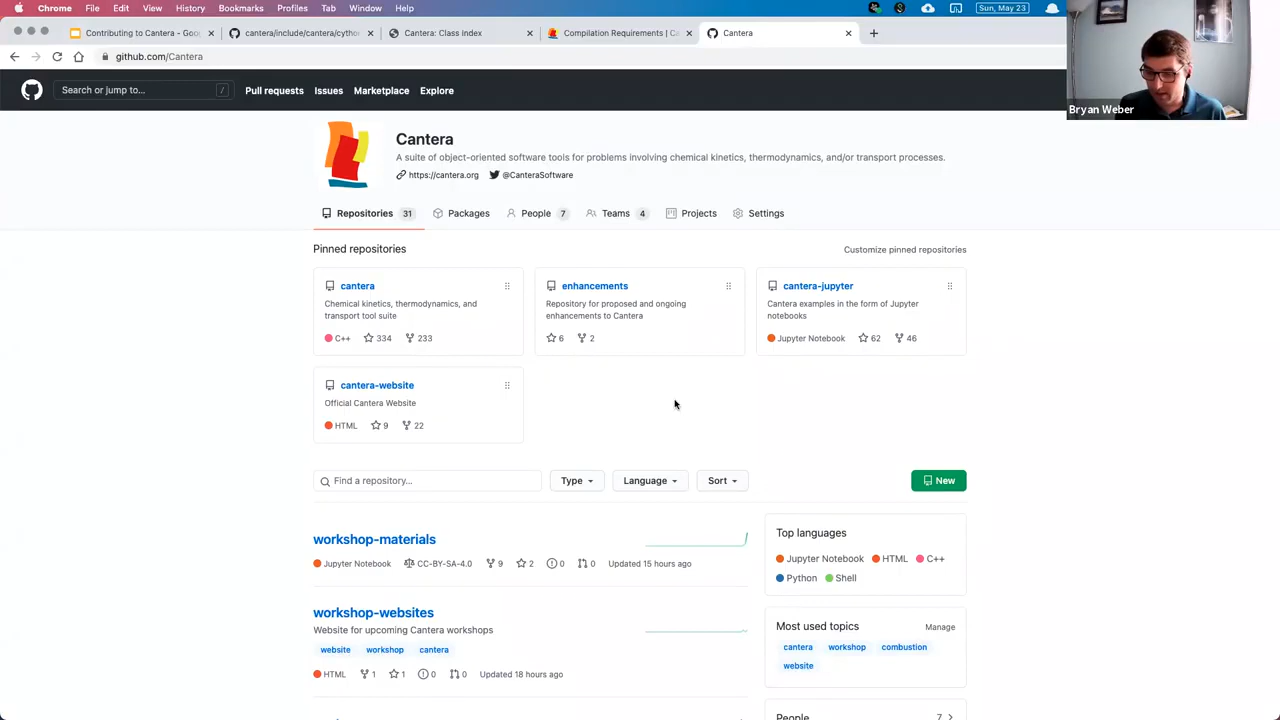 Chrome File Edit View History Bookmarks Profiles Tab Window Help Sun, May 23
Contributing to Cantera - Goo
cantera/include/cantera/cytho
Cantera: Class Index
Compilation Requirements | Ca
Cantera
github.com/Cantera
Bryan Weber
Search or jump to... /
Pull requests Issues Marketplace Explore
Cantera
A suite of object-oriented software tools for problems involving chemical kinetics, thermodynamics, and/or transport processes.
https://cantera.org @CanteraSoftware
Repositories 31 Packages People 7 Teams 4 Projects Settings
Pinned repositories Customize pinned repositories
cantera
Chemical kinetics, thermodynamics, and
transport tool suite
C++ 334 233
enhancements
Repository for proposed and ongoing
enhancements to Cantera
6 2
cantera-jupyter
Cantera examples in the form of Jupyter
notebooks
Jupyter Notebook 62 46
cantera-website
Official Cantera Website
HTML 9 22
Find a repository... Type Language Sort New
workshop-materials
Jupyter Notebook CC-BY-SA-4.0 9 2 0 0 Updated 15 hours ago
workshop-websites
Website for upcoming Cantera workshops
website workshop cantera
HTML 1 1 0 0 Updated 18 hours ago
Top languages
Jupyter Notebook HTML C++
Python Shell
Most used topics Manage
cantera workshop combustion
website
People 7